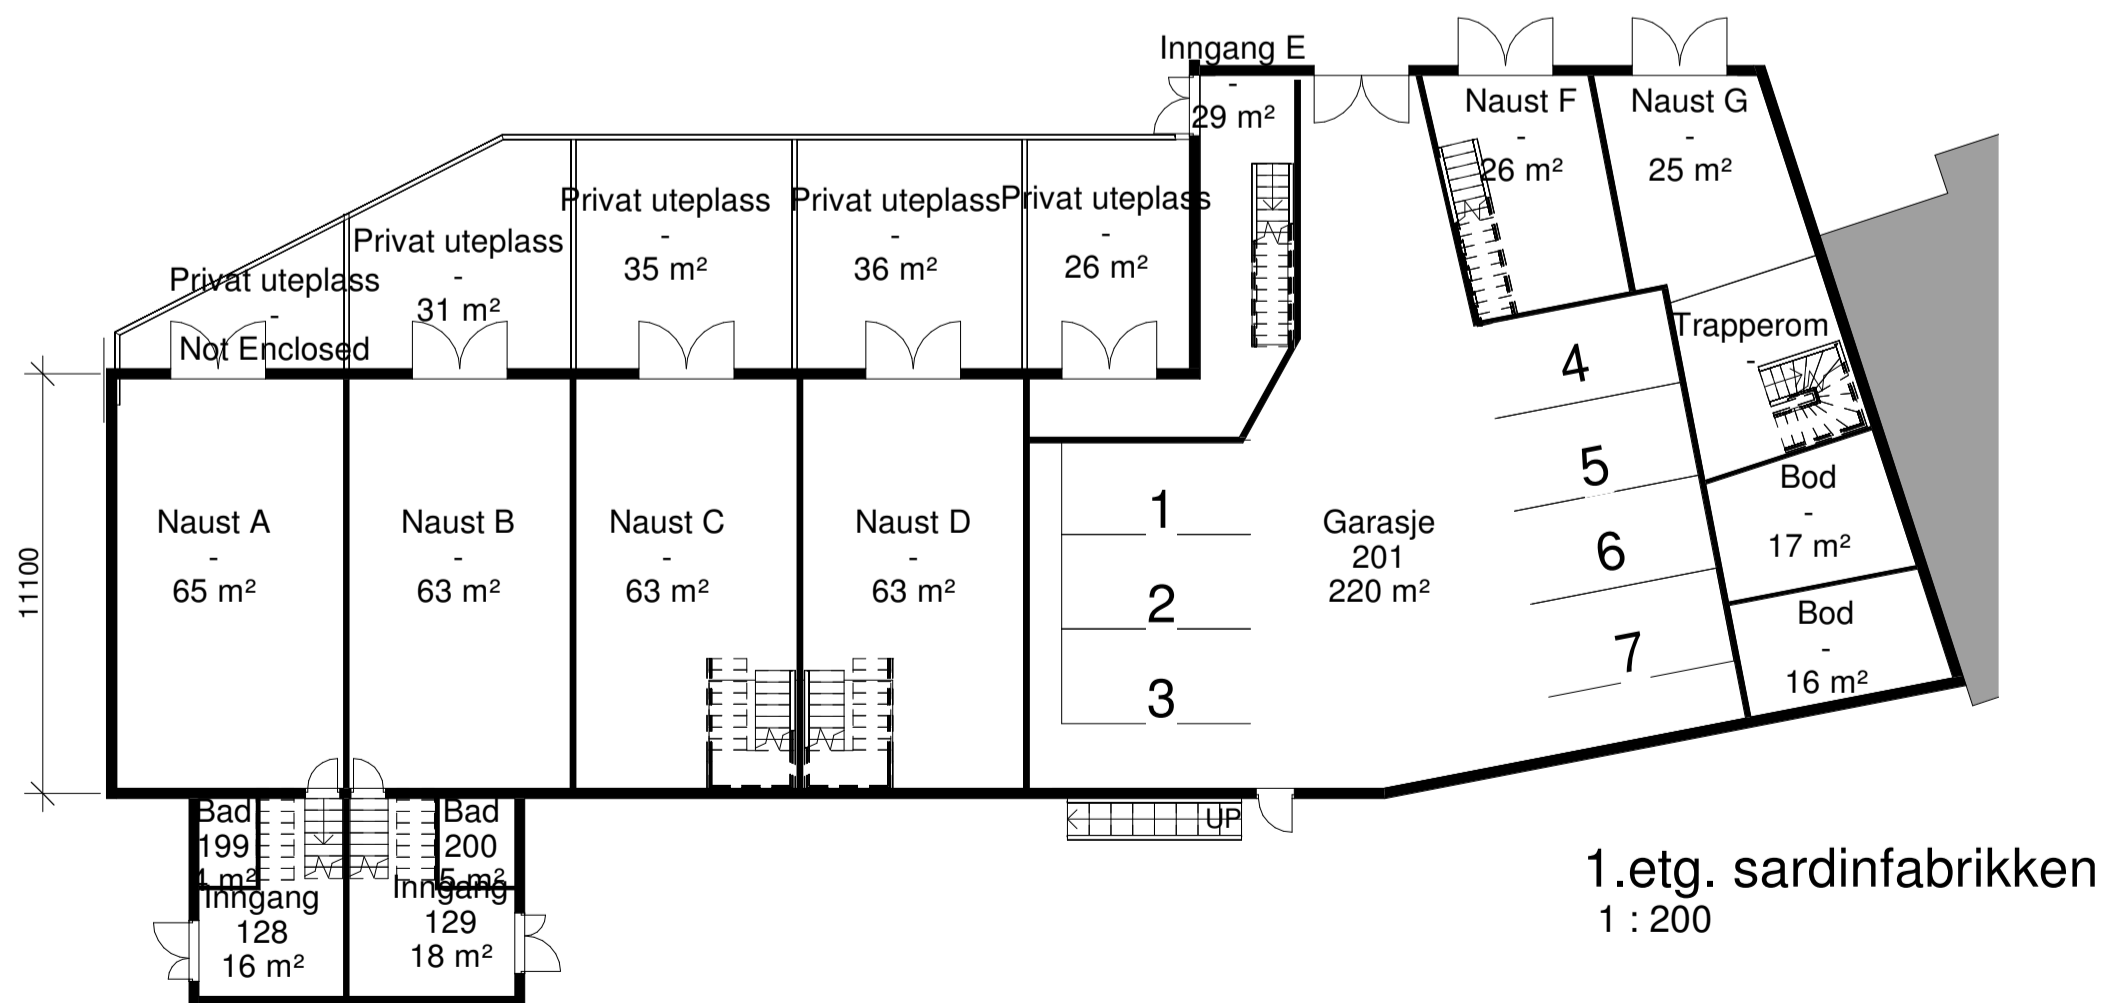 Inngang E
-
29 m²
Naust F
-
26 m²
Naust G
-
25 m²
Privat uteplass
-
Not Enclosed
Privat uteplass
-
31 m²
Privat uteplass
-
35 m²
Privat uteplass
-
36 m²
Privat uteplass
-
26 m²
Trapperom
-
11100
Naust A
-
65 m²
Naust B
-
63 m²
Naust C
-
63 m²
Naust D
-
63 m²
1
2
3
Garasje
201
220 m²
4
5
6
7
Bod
-
17 m²
Bod
-
16 m²
UP
Bad
199
m²
Inngang
128
16 m²
Bad
200
5 m²
Inngang
129
18 m²
1.etg. sardinfabrikken
1 : 200